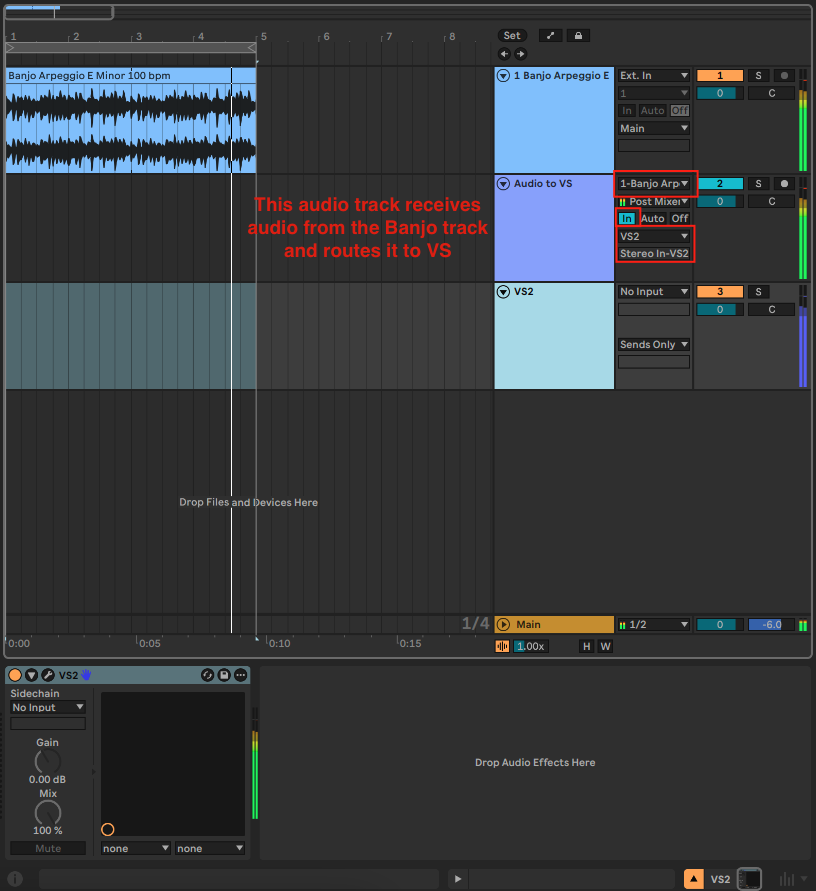 1 2 3 4 5 6 7 8 Set
Banjo Arpeggio E Minor 100 bpm
1 Banjo Arpeggio E Ext. In 1 S
1 0 C
In Auto Off
Main
Audio to VS 1-Banjo Arp 2 S
Post Mixer 0 C
In Auto Off
VS2
Stereo In-VS2
This audio track receives
audio from the Banjo track
and routes it to VS
VS2 No Input 3 S
0 C
Sends Only
Drop Files and Devices Here
1/4 Main 1/2 0 -6.0
0:00 0:05 0:10 0:15 1.00x H W
VS2
Sidechain
No Input
Gain
0.00 dB
Mix
100 %
Mute none none
Drop Audio Effects Here
VS2